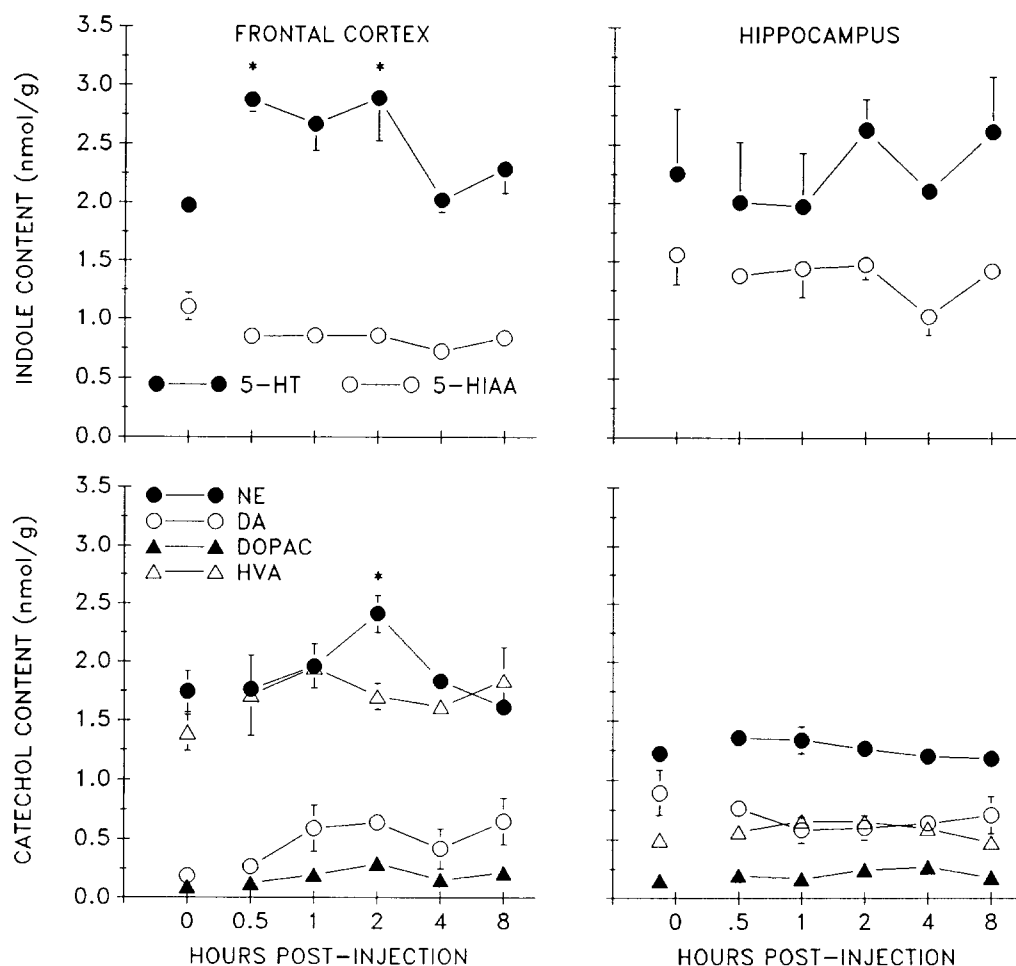 FRONTAL CORTEX
HIPPOCAMPUS
INDOLE CONTENT (nmol/g)
3.5
3.0
2.5
2.0
1.5
1.0
0.5
0.0
*
*
5-HT
5-HIAA
CATECHOL CONTENT (nmol/g)
3.5
3.0
2.5
2.0
1.5
1.0
0.5
0.0
NE
DA
DOPAC
HVA
*
0 0.5 1 2 4 8
HOURS POST-INJECTION
0 .5 1 2 4 8
HOURS POST-INJECTION